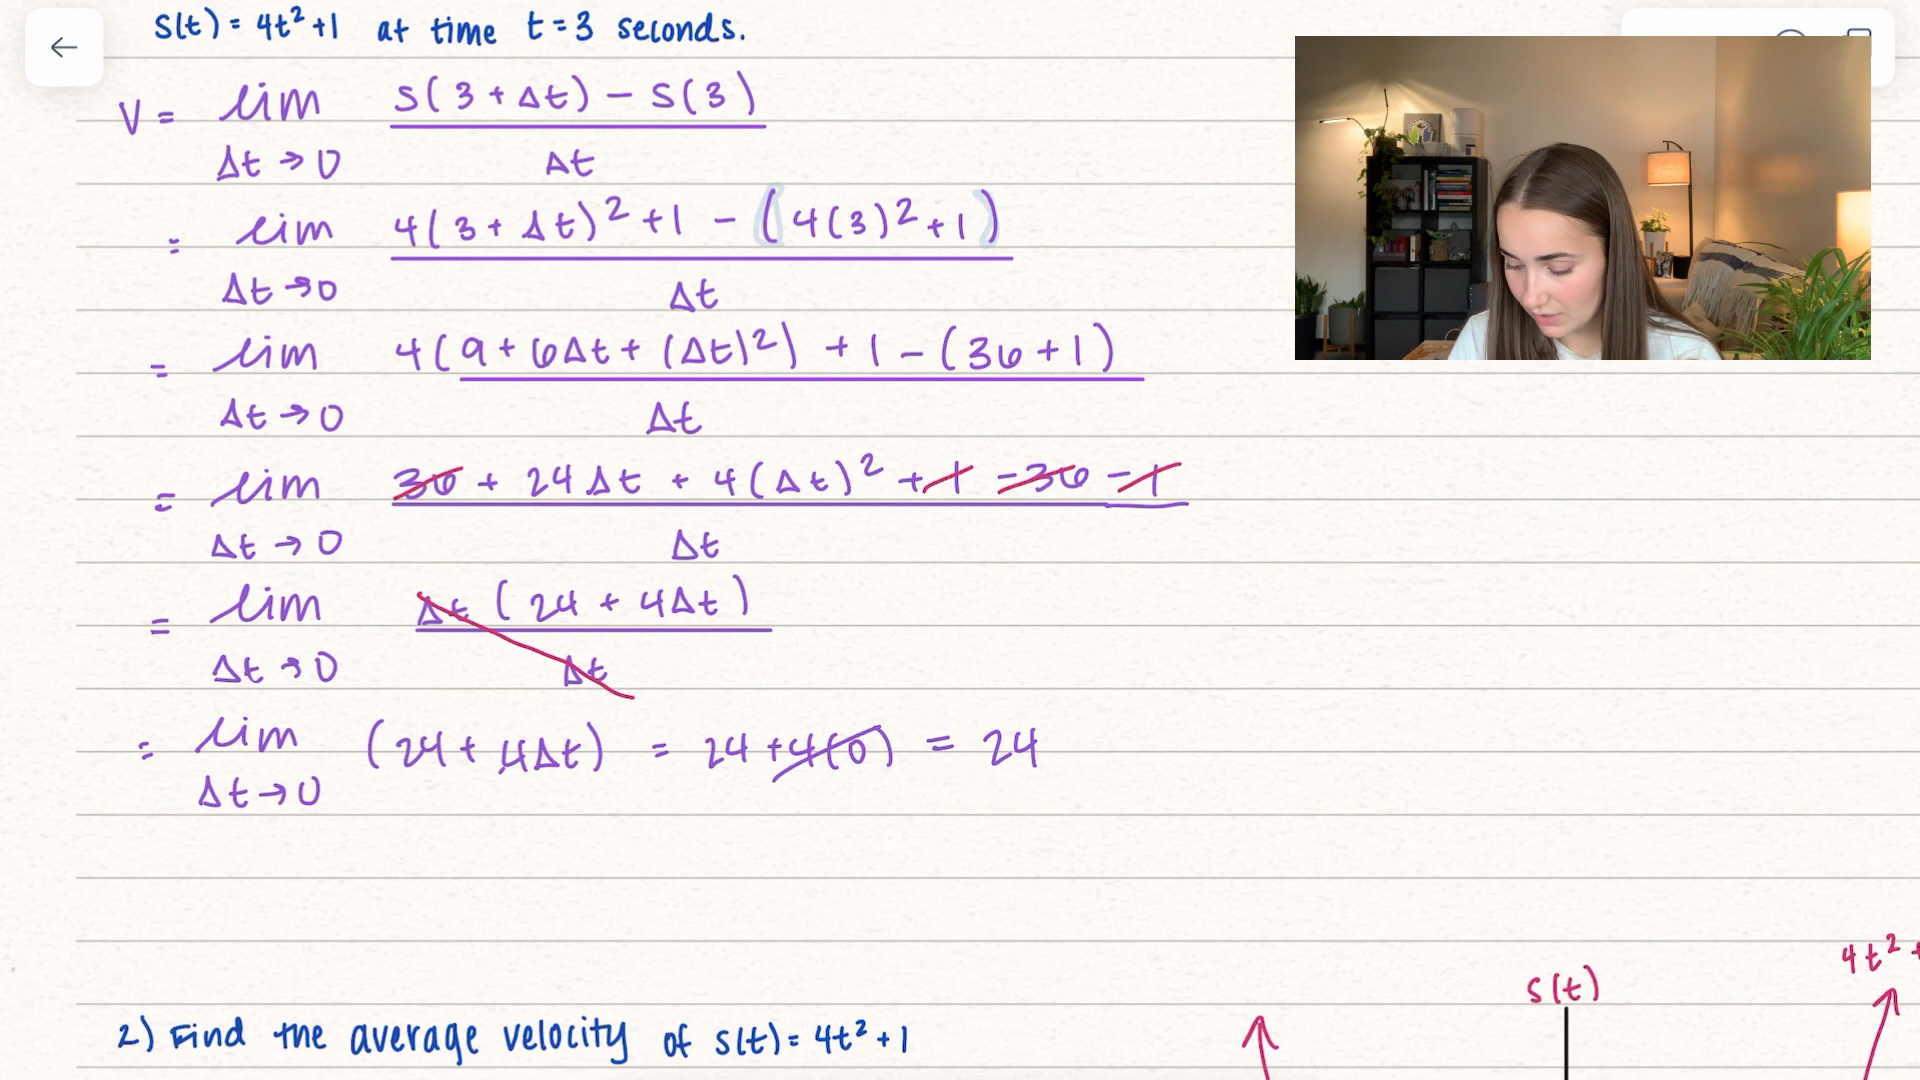 s(t) = 4t² + 1 at time t = 3 seconds.
V = lim s(3 + Δt) − s(3)
Δt → 0 Δt
= lim 4(3 + Δt)² + 1 − (4(3)² + 1)
Δt → 0 Δt
= lim 4(9 + 6Δt + (Δt)²) + 1 − (36 + 1)
Δt → 0 Δt
= lim 36 + 24Δt + 4(Δt)² + 1 − 36 − 1
Δt → 0 Δt
= lim Δt (24 + 4Δt)
Δt → 0 Δt
= lim (24 + 4Δt) = 24 + 4(0) = 24
Δt → 0
4t² +
s(t)
2) Find the average velocity of s(t) = 4t² + 1